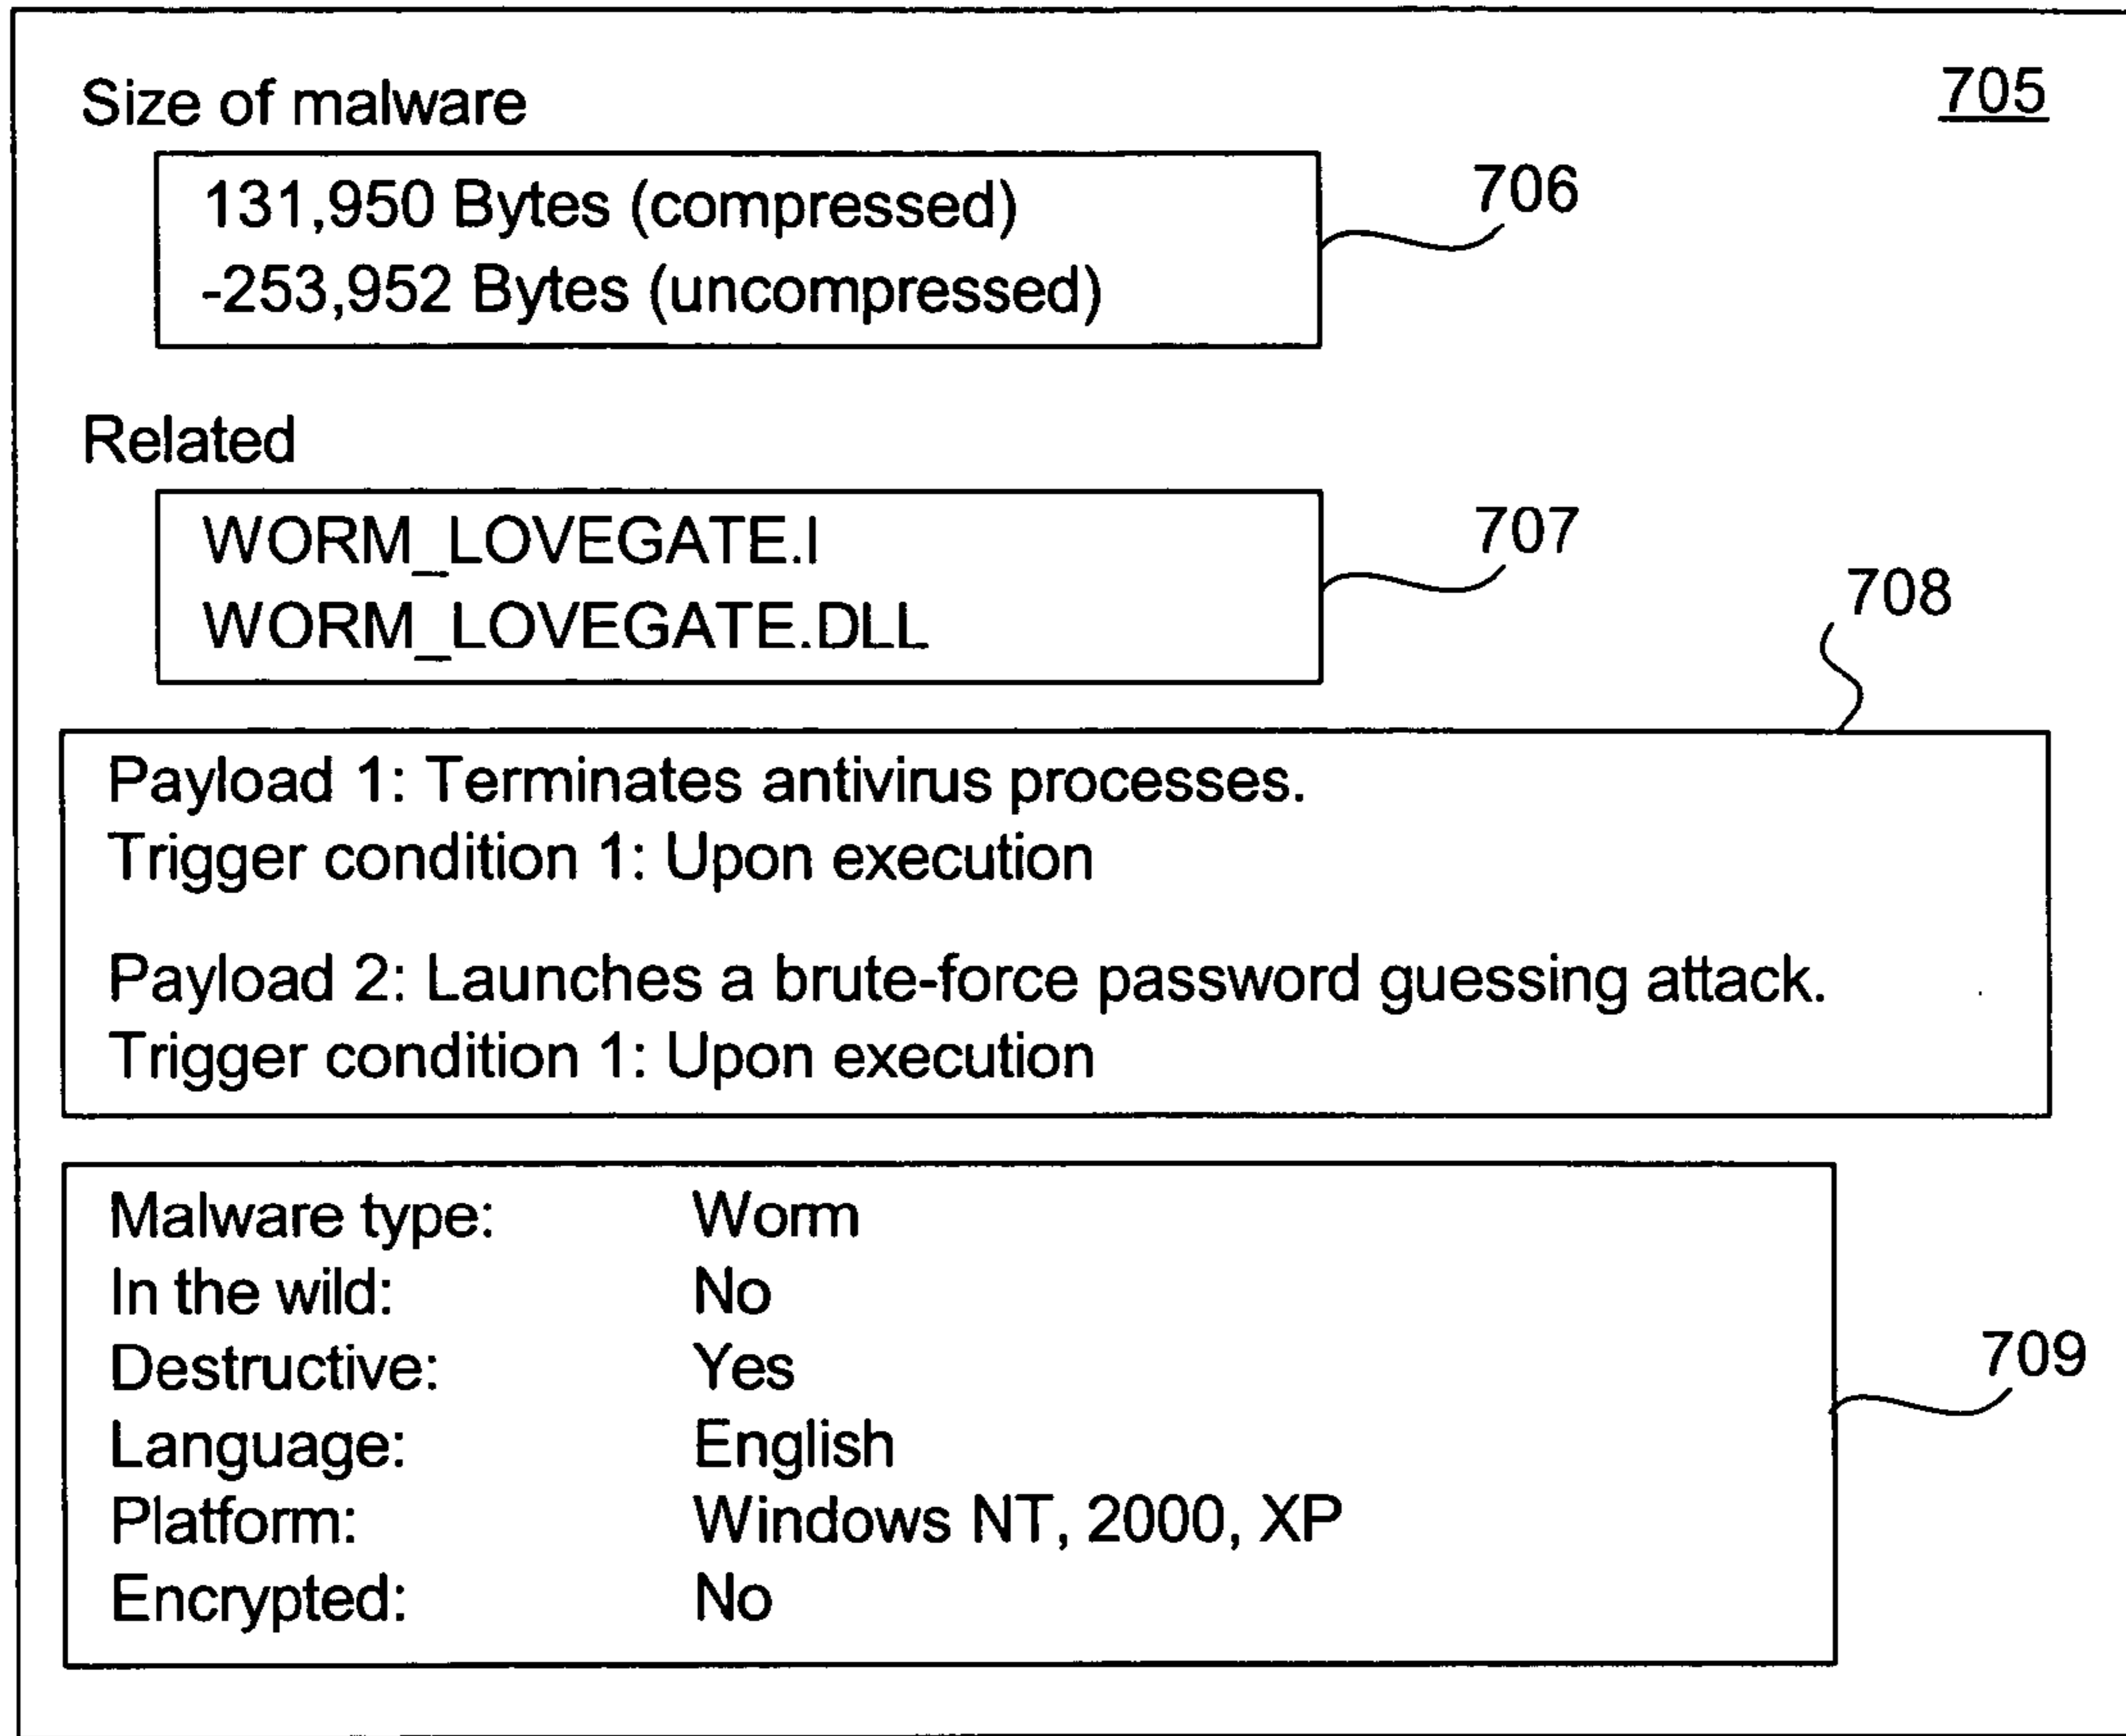 Size of malware 705
131,950 Bytes (compressed) 706
-253,952 Bytes (uncompressed)
Related
WORM_LOVEGATE.I 707
WORM_LOVEGATE.DLL
708
Payload 1: Terminates antivirus processes.
Trigger condition 1: Upon execution
Payload 2: Launches a brute-force password guessing attack.
Trigger condition 1: Upon execution
Malware type: Worm
In the wild: No
Destructive: Yes
709
Language: English
Platform: Windows NT, 2000, XP
Encrypted: No